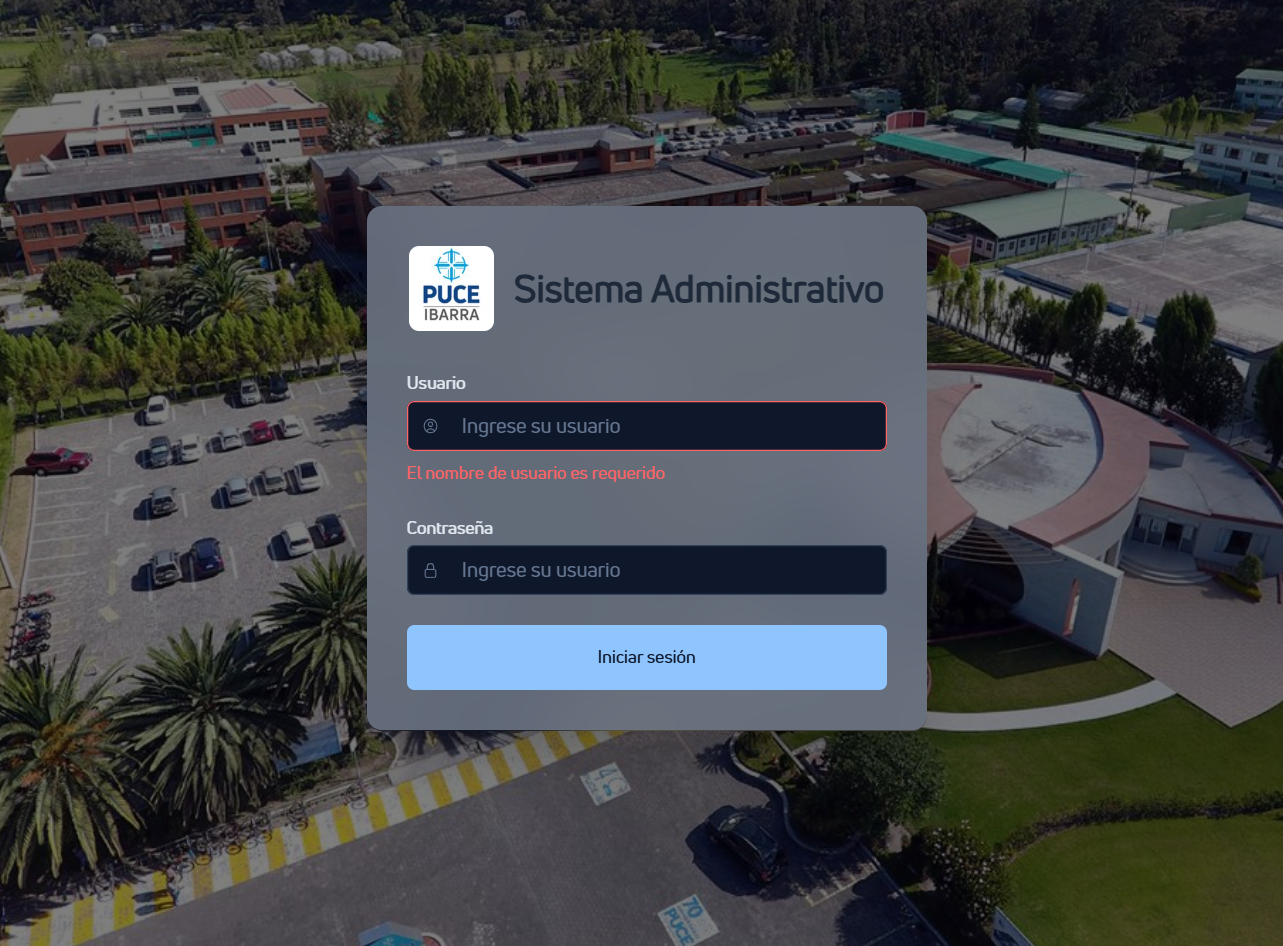 PUCE
IBARRA
Sistema Administrativo
Usuario
Ingrese su usuario
El nombre de usuario es requerido
Contraseña
Ingrese su usuario
Iniciar sesión
70
PUCE